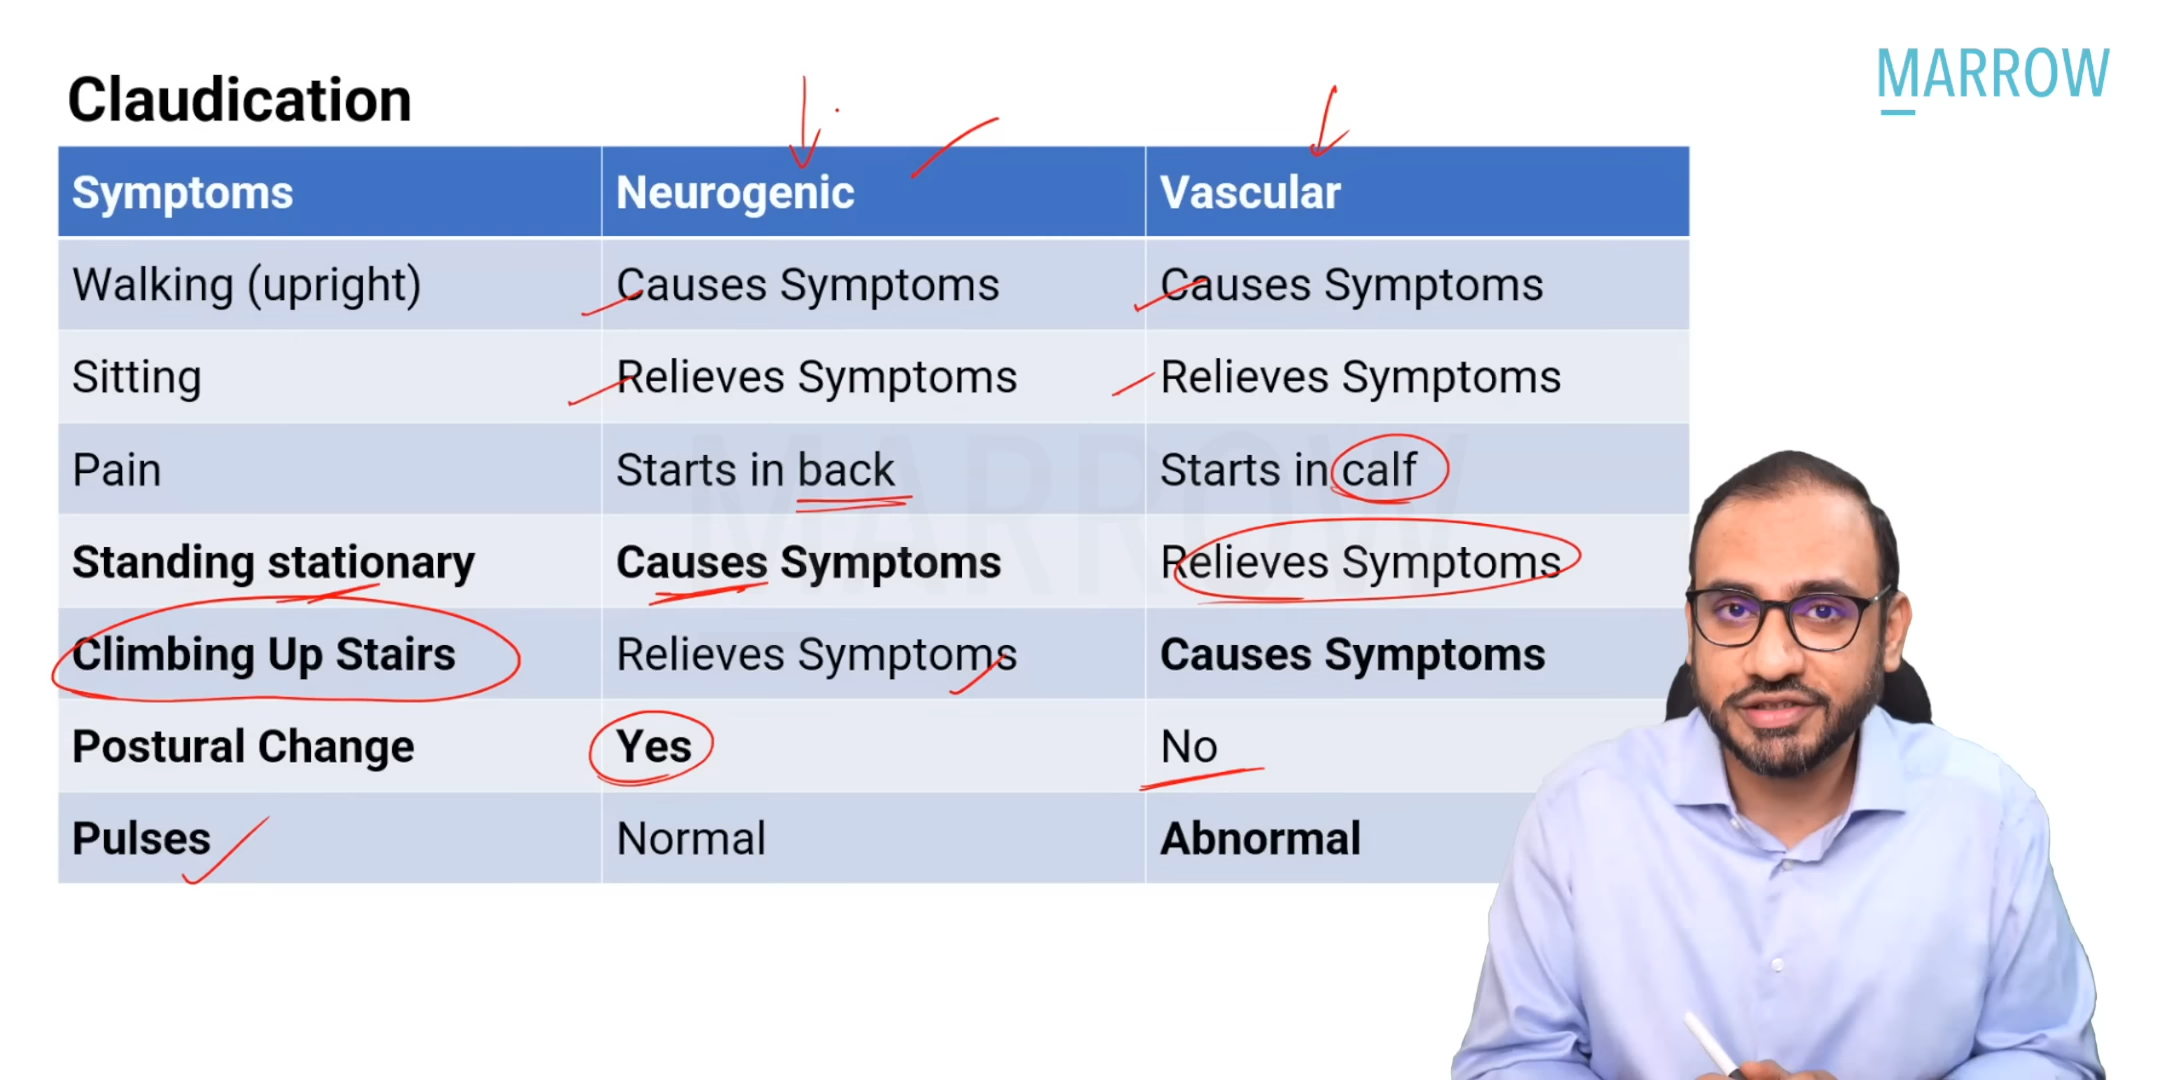 MARROW
Claudication
Symptoms Neurogenic Vascular
Walking (upright) Causes Symptoms Causes Symptoms
Sitting Relieves Symptoms Relieves Symptoms
Pain Starts in back Starts in calf
Standing stationary Causes Symptoms Relieves Symptoms
Climbing Up Stairs Relieves Symptoms Causes Symptoms
Postural Change Yes No
Pulses Normal Abnormal
MARROW